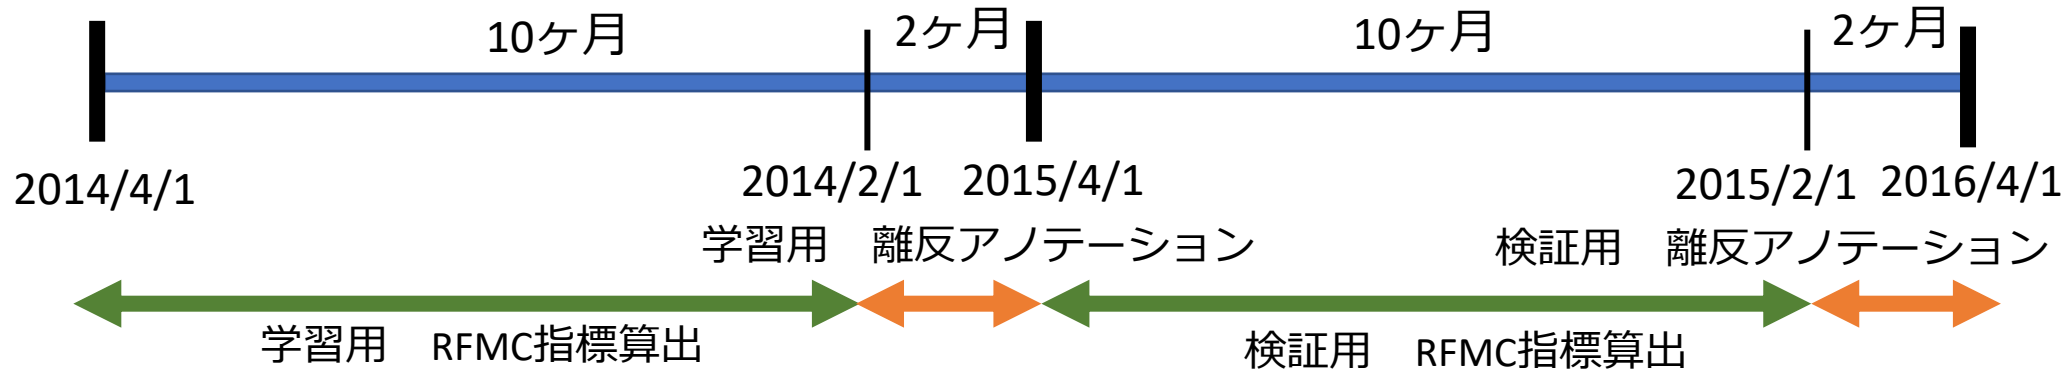 10ヶ月 2ケ月 10ヶ月 2ヶ月
2014/4/1 2014/2/1 2015/4/1 2015/2/1 2016/4/1
学習用 離反アノテーション 検証用 離反アノテーション
学習用 RFMC指標算出 検証用 RFMC指標算出